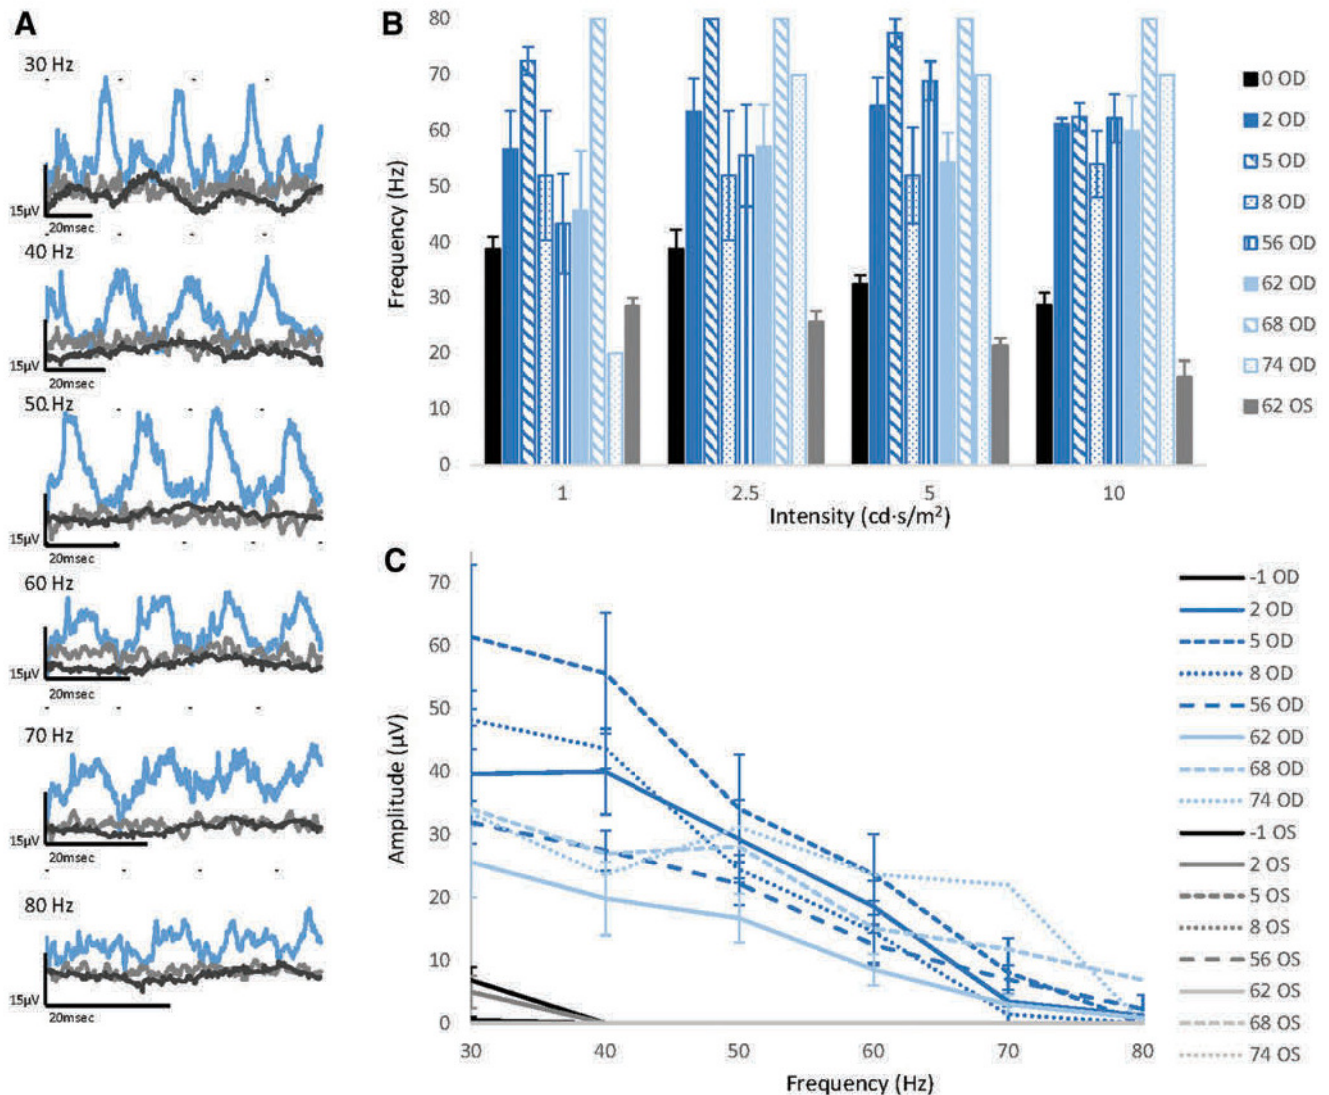 A
30 Hz
15µV
20msec
40 Hz
15µV
20msec
50 Hz
15µV
20msec
60 Hz
15µV
20msec
70 Hz
15µV
20msec
80 Hz
15µV
20msec
B
Frequency (Hz)
80
70
60
50
40
30
20
10
0
1 2.5 5 10
Intensity (cd·s/m²)
0 OD
2 OD
5 OD
8 OD
56 OD
62 OD
68 OD
74 OD
62 OS
C
Amplitude (µV)
70
60
50
40
30
20
10
0
30 40 50 60 70 80
Frequency (Hz)
-1 OD
2 OD
5 OD
8 OD
56 OD
62 OD
68 OD
74 OD
-1 OS
2 OS
5 OS
8 OS
56 OS
62 OS
68 OS
74 OS